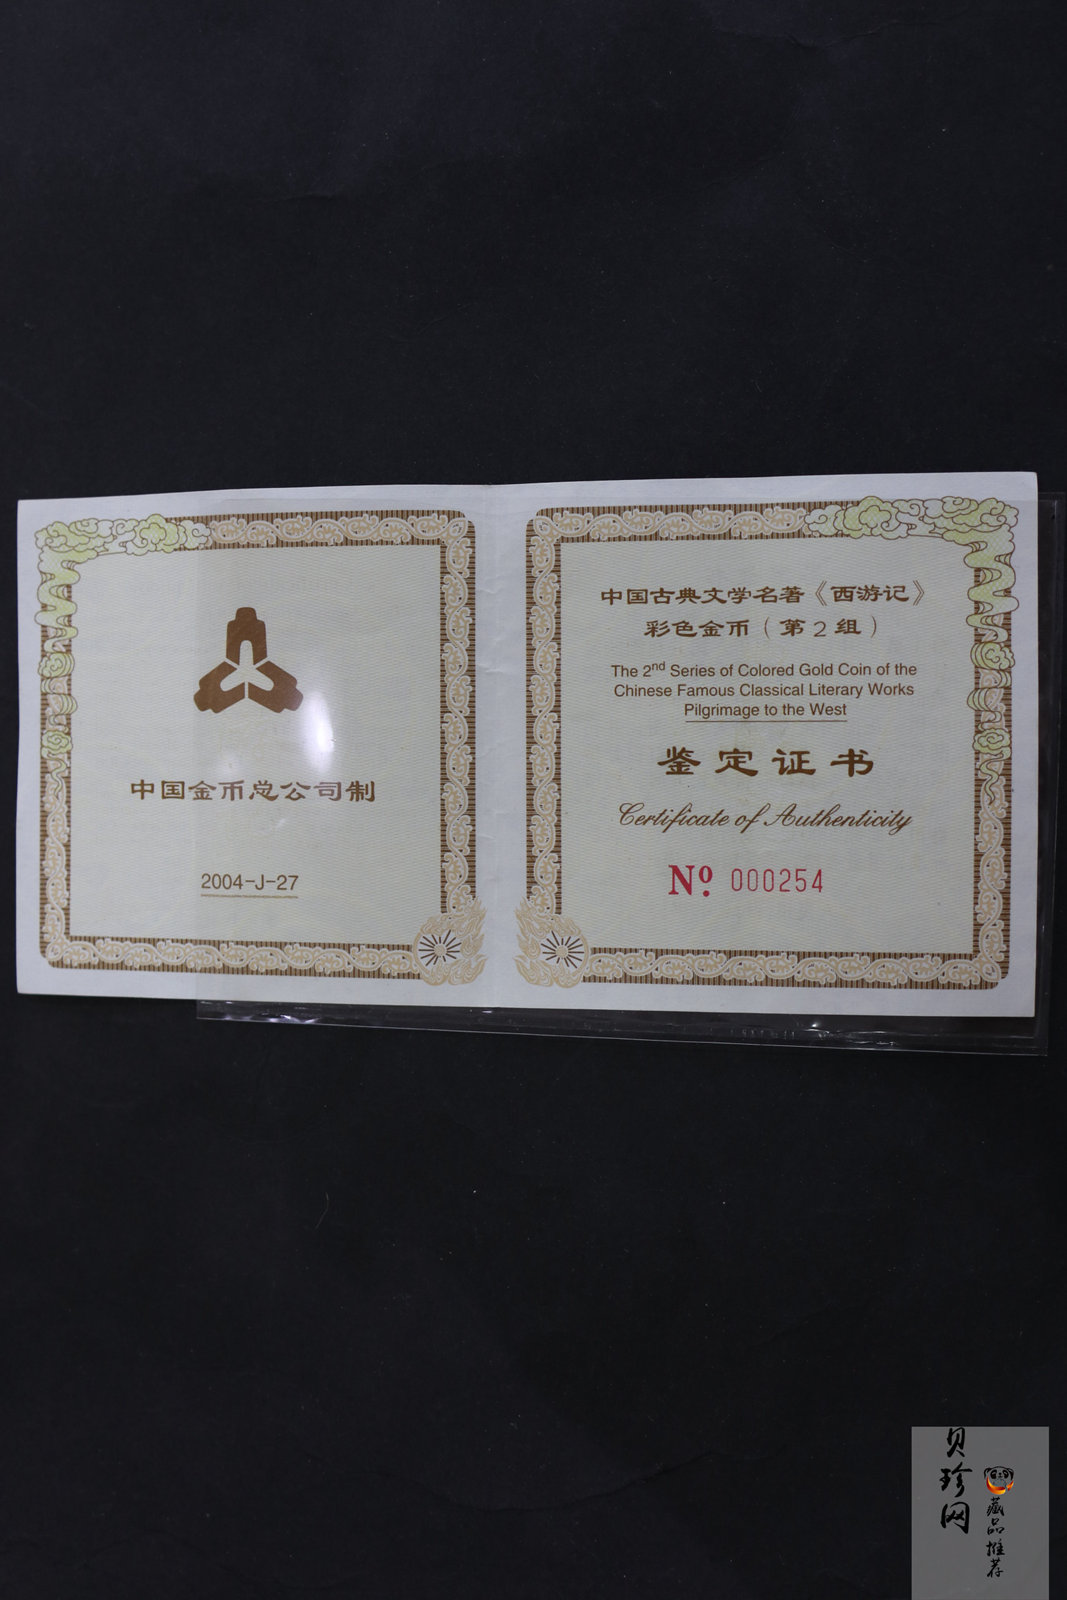 中国金币总公司制
2004-J-27
中国古典文学名著《西游记》
彩色金币(第2组)
The 2nd Series of Colored Gold Coin of the
Chinese Famous Classical Literary Works
Pilgrimage to the West
鉴定证书
Certificate of Authenticity
Nº. 000254
贝珍网
藏品推荐